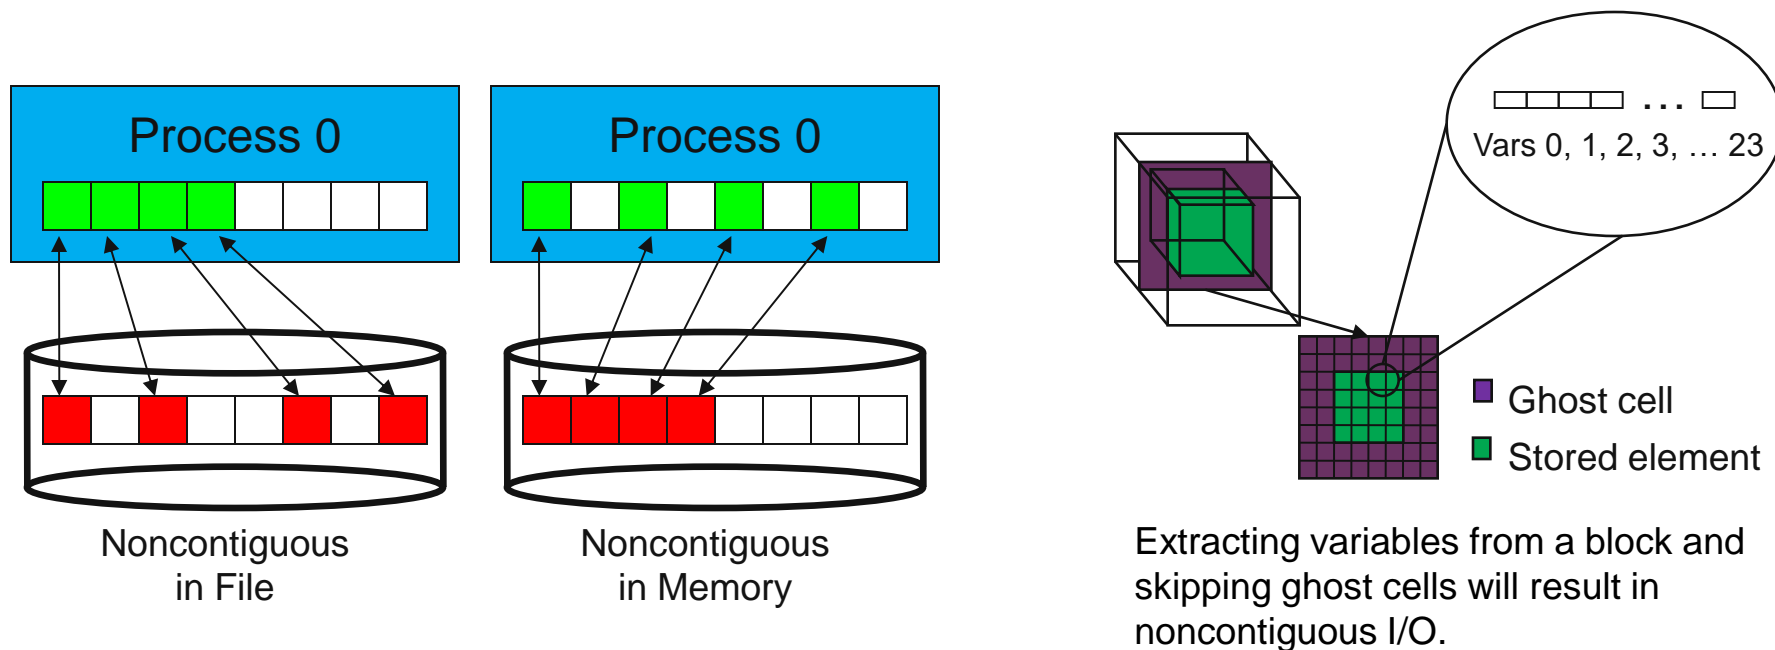 Process 0
Noncontiguous
in File
Process 0
Noncontiguous
in Memory
...
Vars 0, 1, 2, 3, … 23
Ghost cell
Stored element
Extracting variables from a block and
skipping ghost cells will result in
noncontiguous I/O.